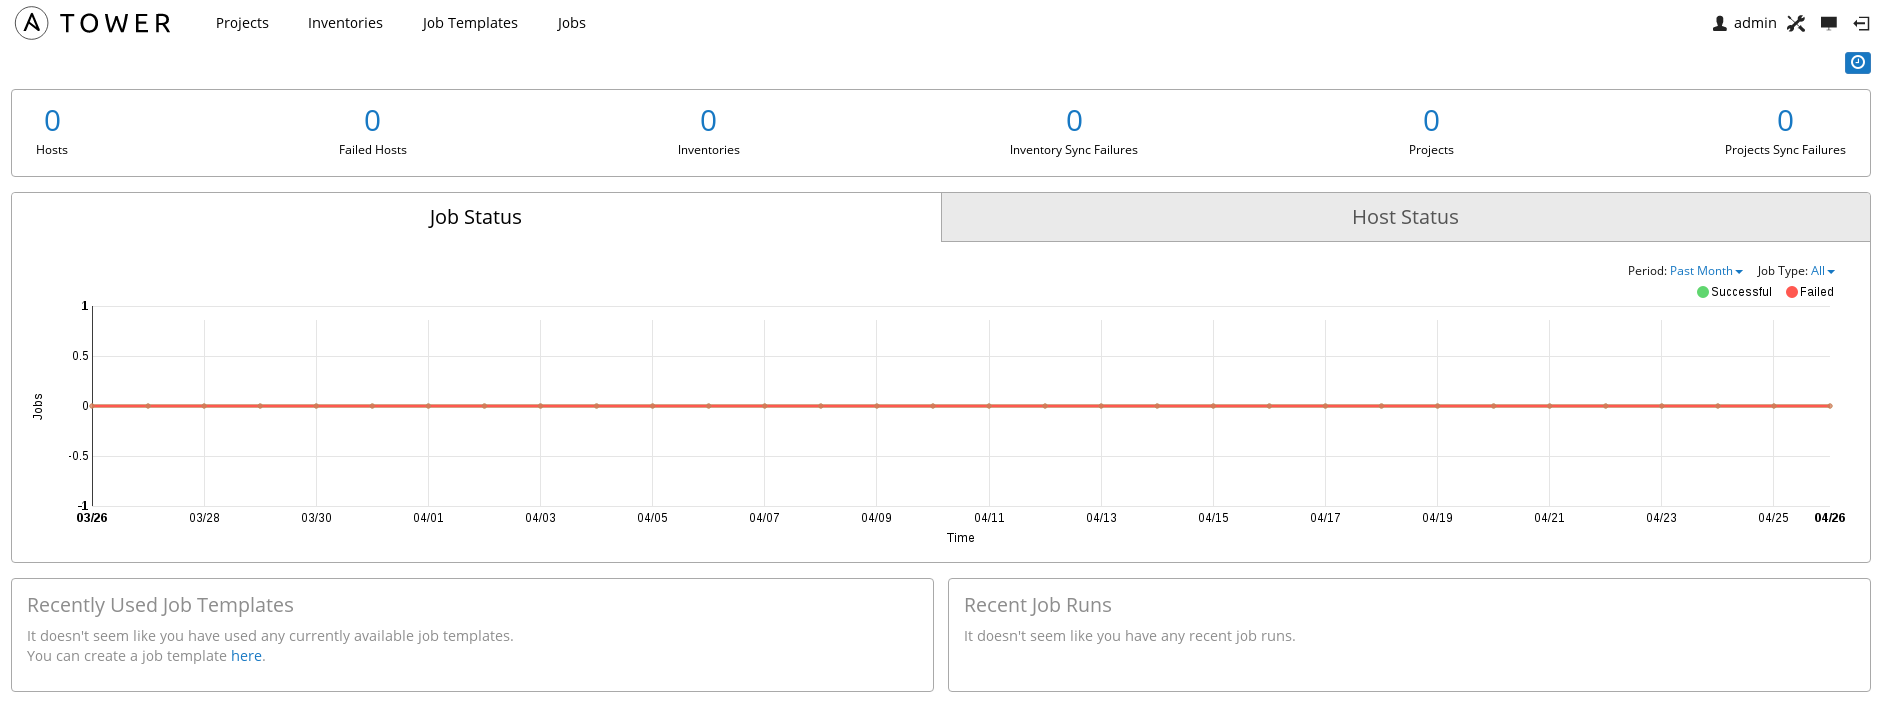 TOWER Projects Inventories Job Templates Jobs admin
0 0 0 0 0 0
Hosts Failed Hosts Inventories Inventory Sync Failures Projects Projects Sync Failures
Job Status Host Status
Period: Past Month Job Type: All
Successful Failed
1
0.5
0
-0.5
-1
Jobs
03/26 03/28 03/30 04/01 04/03 04/05 04/07 04/09 04/11 04/13 04/15 04/17 04/19 04/21 04/23 04/25 04/26
Time
Recently Used Job Templates
It doesn't seem like you have used any currently available job templates.
You can create a job template here.
Recent Job Runs
It doesn't seem like you have any recent job runs.